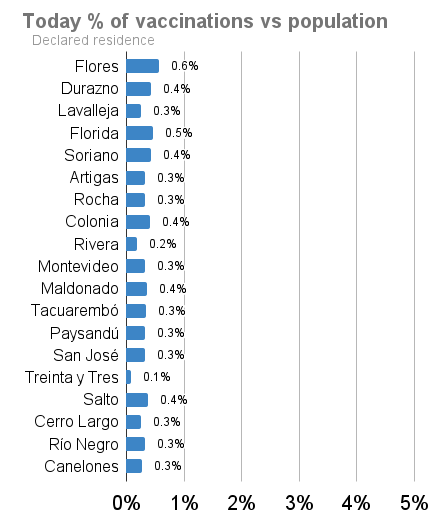 Today % of vaccinations vs population
Declared residence
Flores 0.6%
Durazno 0.4%
Lavalleja 0.3%
Florida 0.5%
Soriano 0.4%
Artigas 0.3%
Rocha 0.3%
Colonia 0.4%
Rivera 0.2%
Montevideo 0.3%
Maldonado 0.4%
Tacuarembó 0.3%
Paysandú 0.3%
San José 0.3%
Treinta y Tres 0.1%
Salto 0.4%
Cerro Largo 0.3%
Río Negro 0.3%
Canelones 0.3%
0% 1% 2% 3% 4% 5%